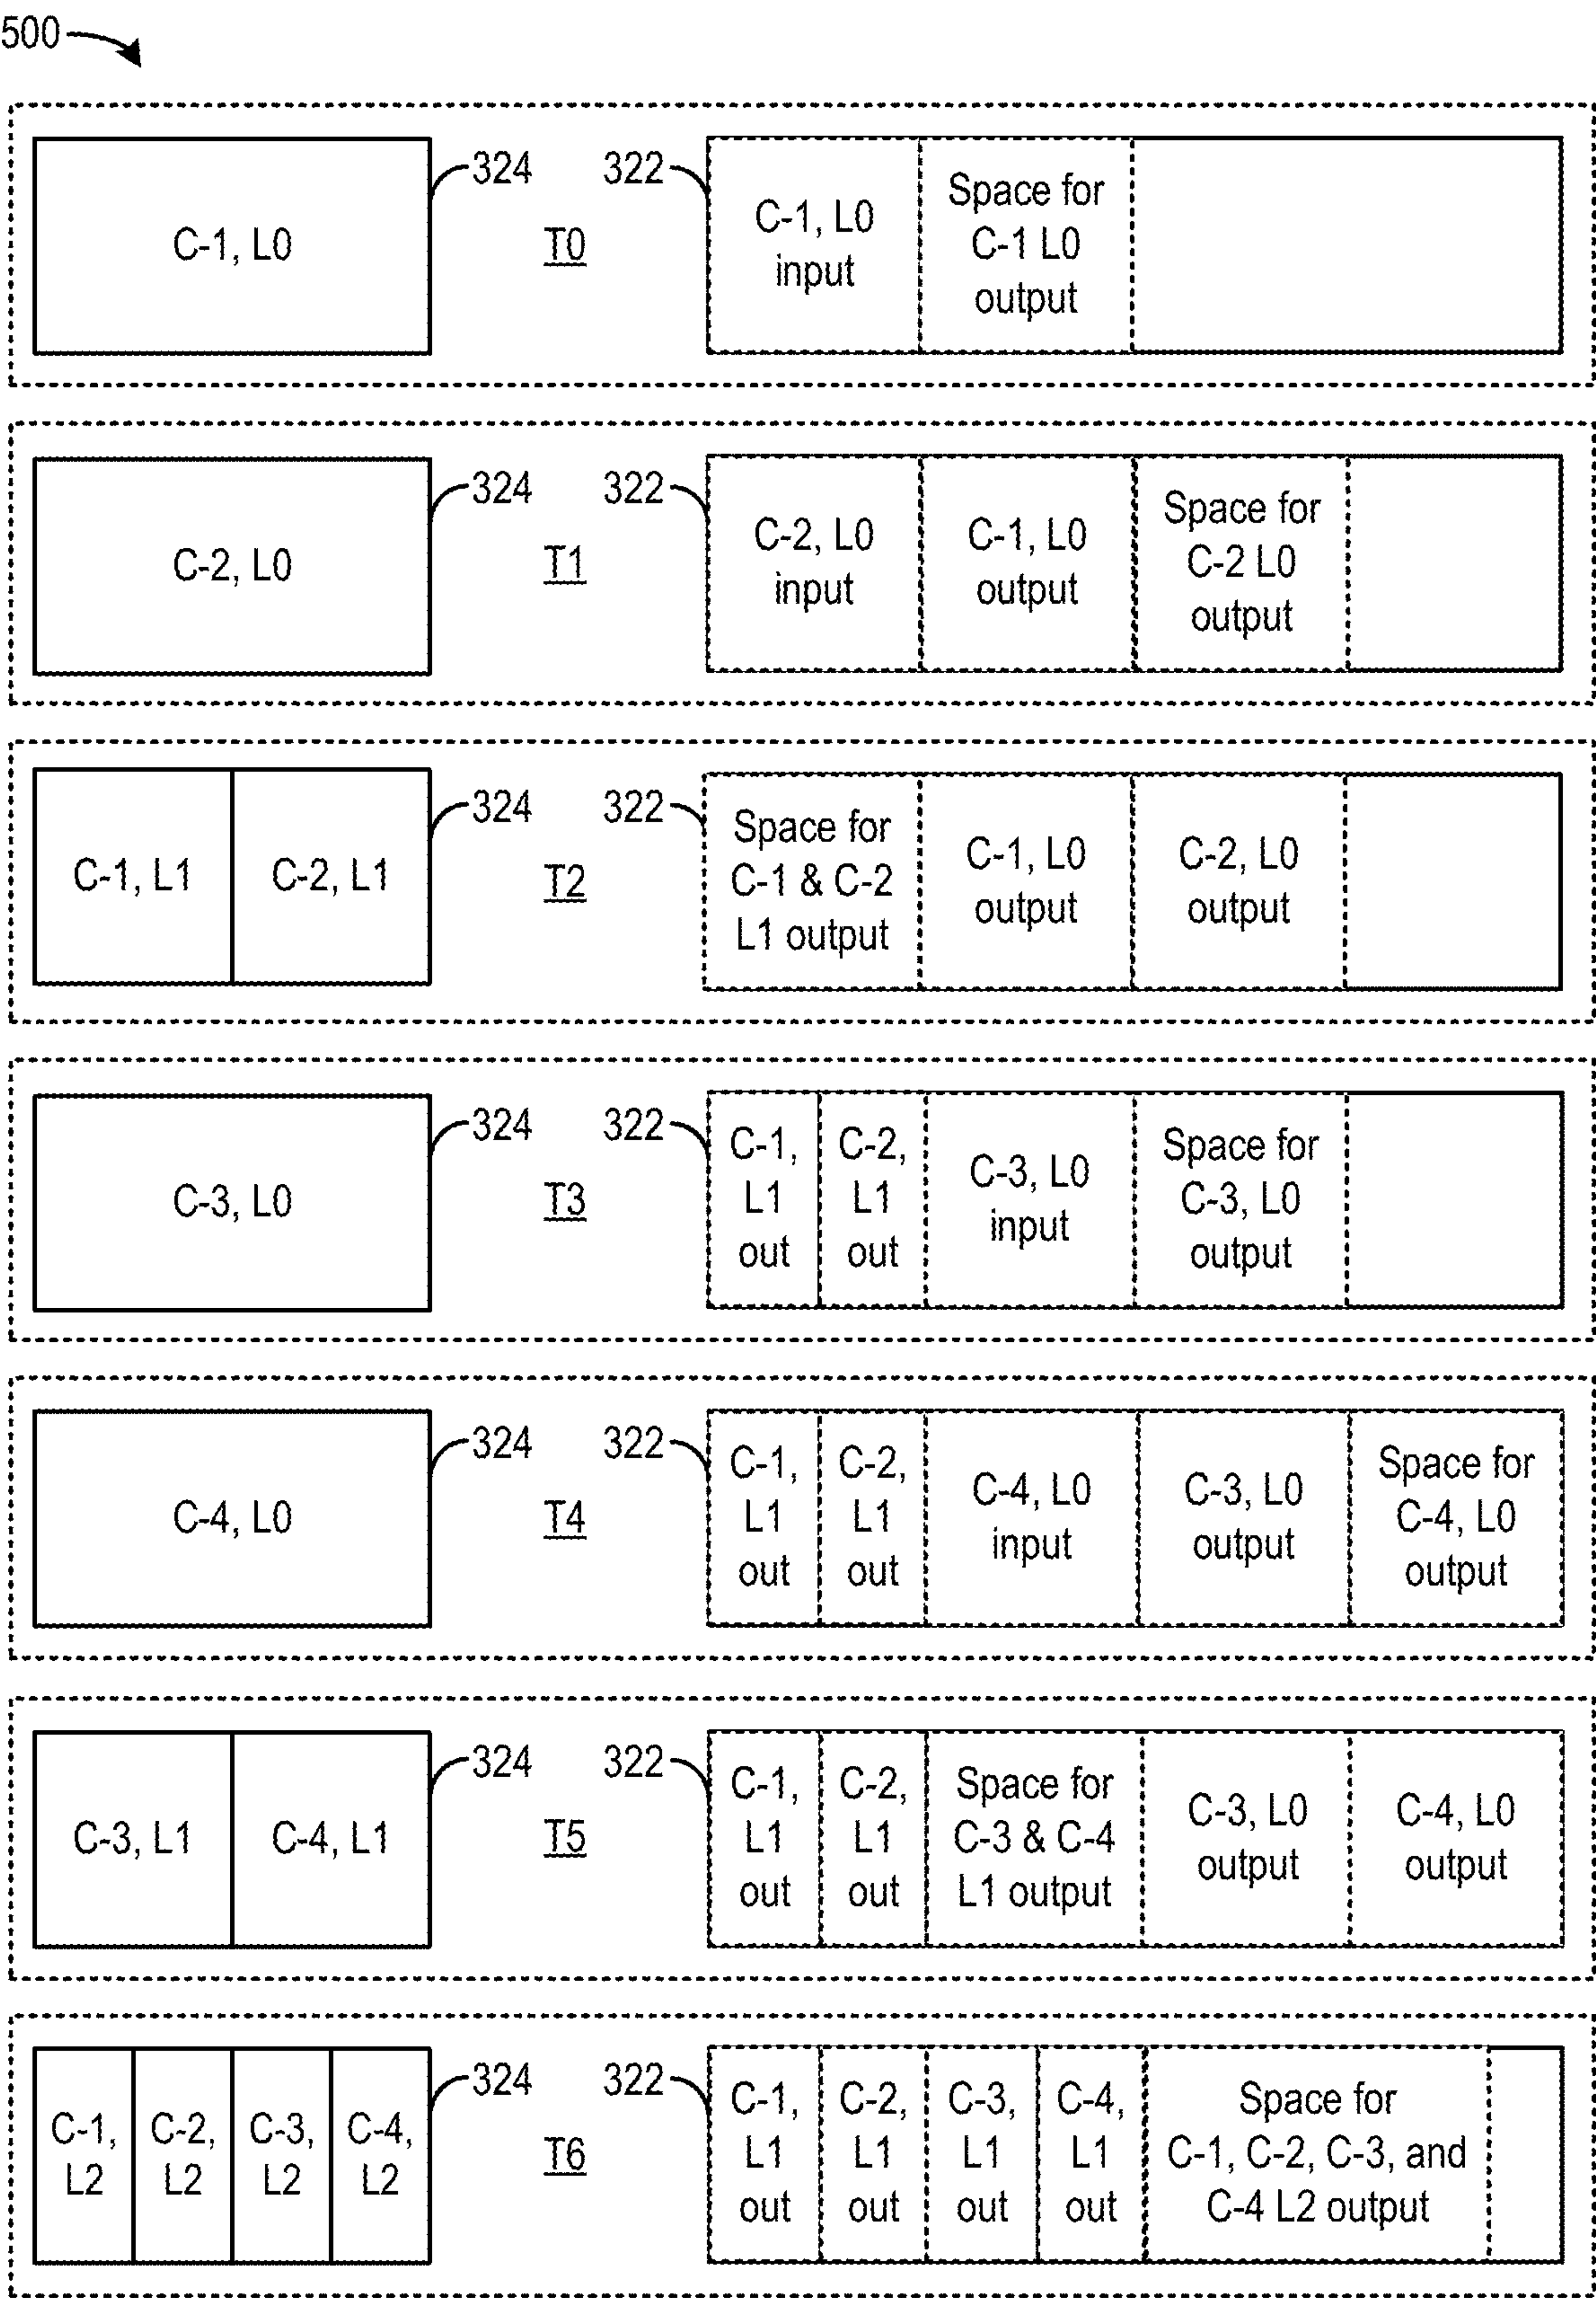 500
C-1, L0
324
T0
322
C-1, L0
input
Space for
C-1 L0
output
C-2, L0
324
T1
322
C-2, L0
input
C-1, L0
output
Space for
C-2 L0
output
C-1, L1
C-2, L1
324
T2
322
Space for
C-1 & C-2
L1 output
C-1, L0
output
C-2, L0
output
C-3, L0
324
T3
322
C-1,
L1
out
C-2,
L1
out
C-3, L0
input
Space for
C-3, L0
output
C-4, L0
324
T4
322
C-1,
L1
out
C-2,
L1
out
C-4, L0
input
C-3, L0
output
Space for
C-4, L0
output
C-3, L1
C-4, L1
324
T5
322
C-1,
L1
out
C-2,
L1
out
Space for
C-3 & C-4
L1 output
C-3, L0
output
C-4, L0
output
C-1,
L2
C-2,
L2
C-3,
L2
C-4,
L2
324
T6
322
C-1,
L1
out
C-2,
L1
out
C-3,
L1
out
C-4,
L1
out
Space for
C-1, C-2, C-3, and
C-4 L2 output